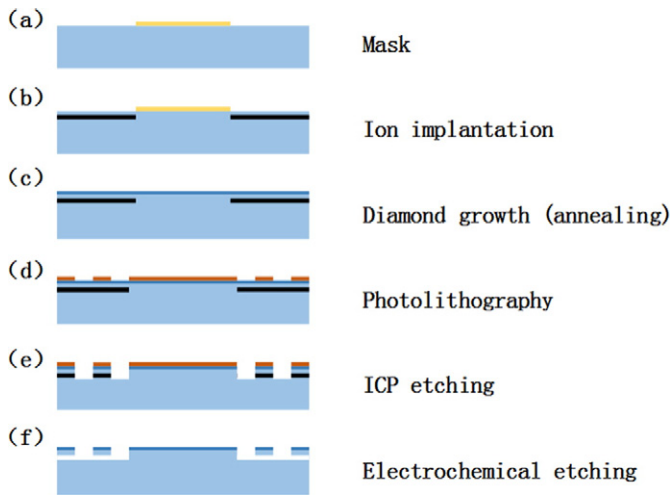 (a)
Mask
(b)
Ion implantation
(c)
Diamond growth (annealing)
(d)
Photolithography
(e)
ICP etching
(f)
Electrochemical etching